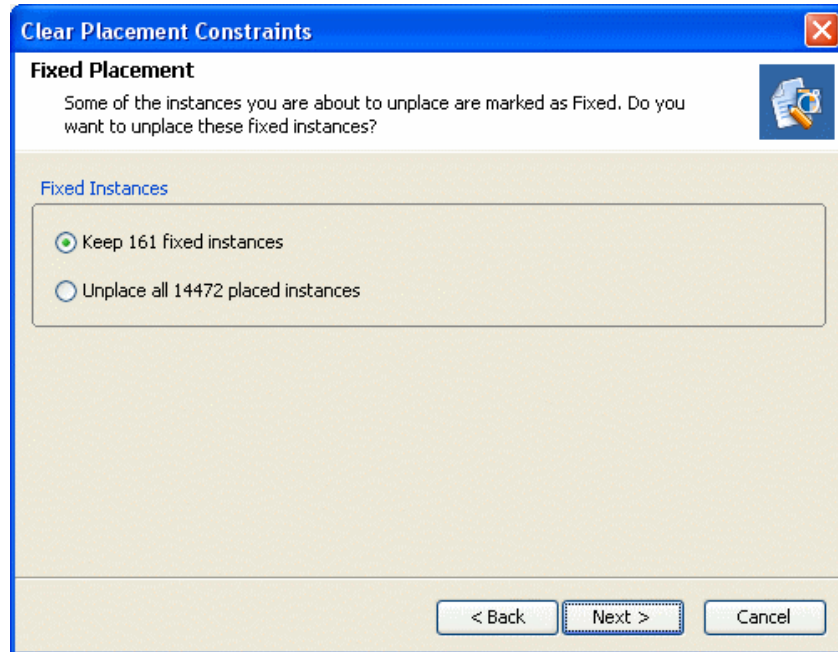 Clear Placement Constraints
Fixed Placement
Some of the instances you are about to unplace are marked as Fixed. Do you
want to unplace these fixed instances?
Fixed Instances
Keep 161 fixed instances
Unplace all 14472 placed instances
< Back
Next >
Cancel